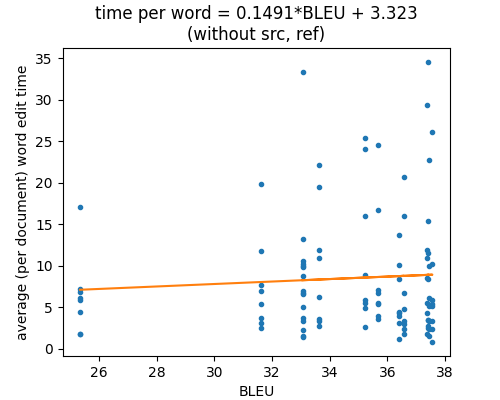 time per word = 0.1491*BLEU + 3.323
(without src, ref)
average (per document) word edit time
35
30
25
20
15
10
5
0
26 28 30 32 34 36 38
BLEU